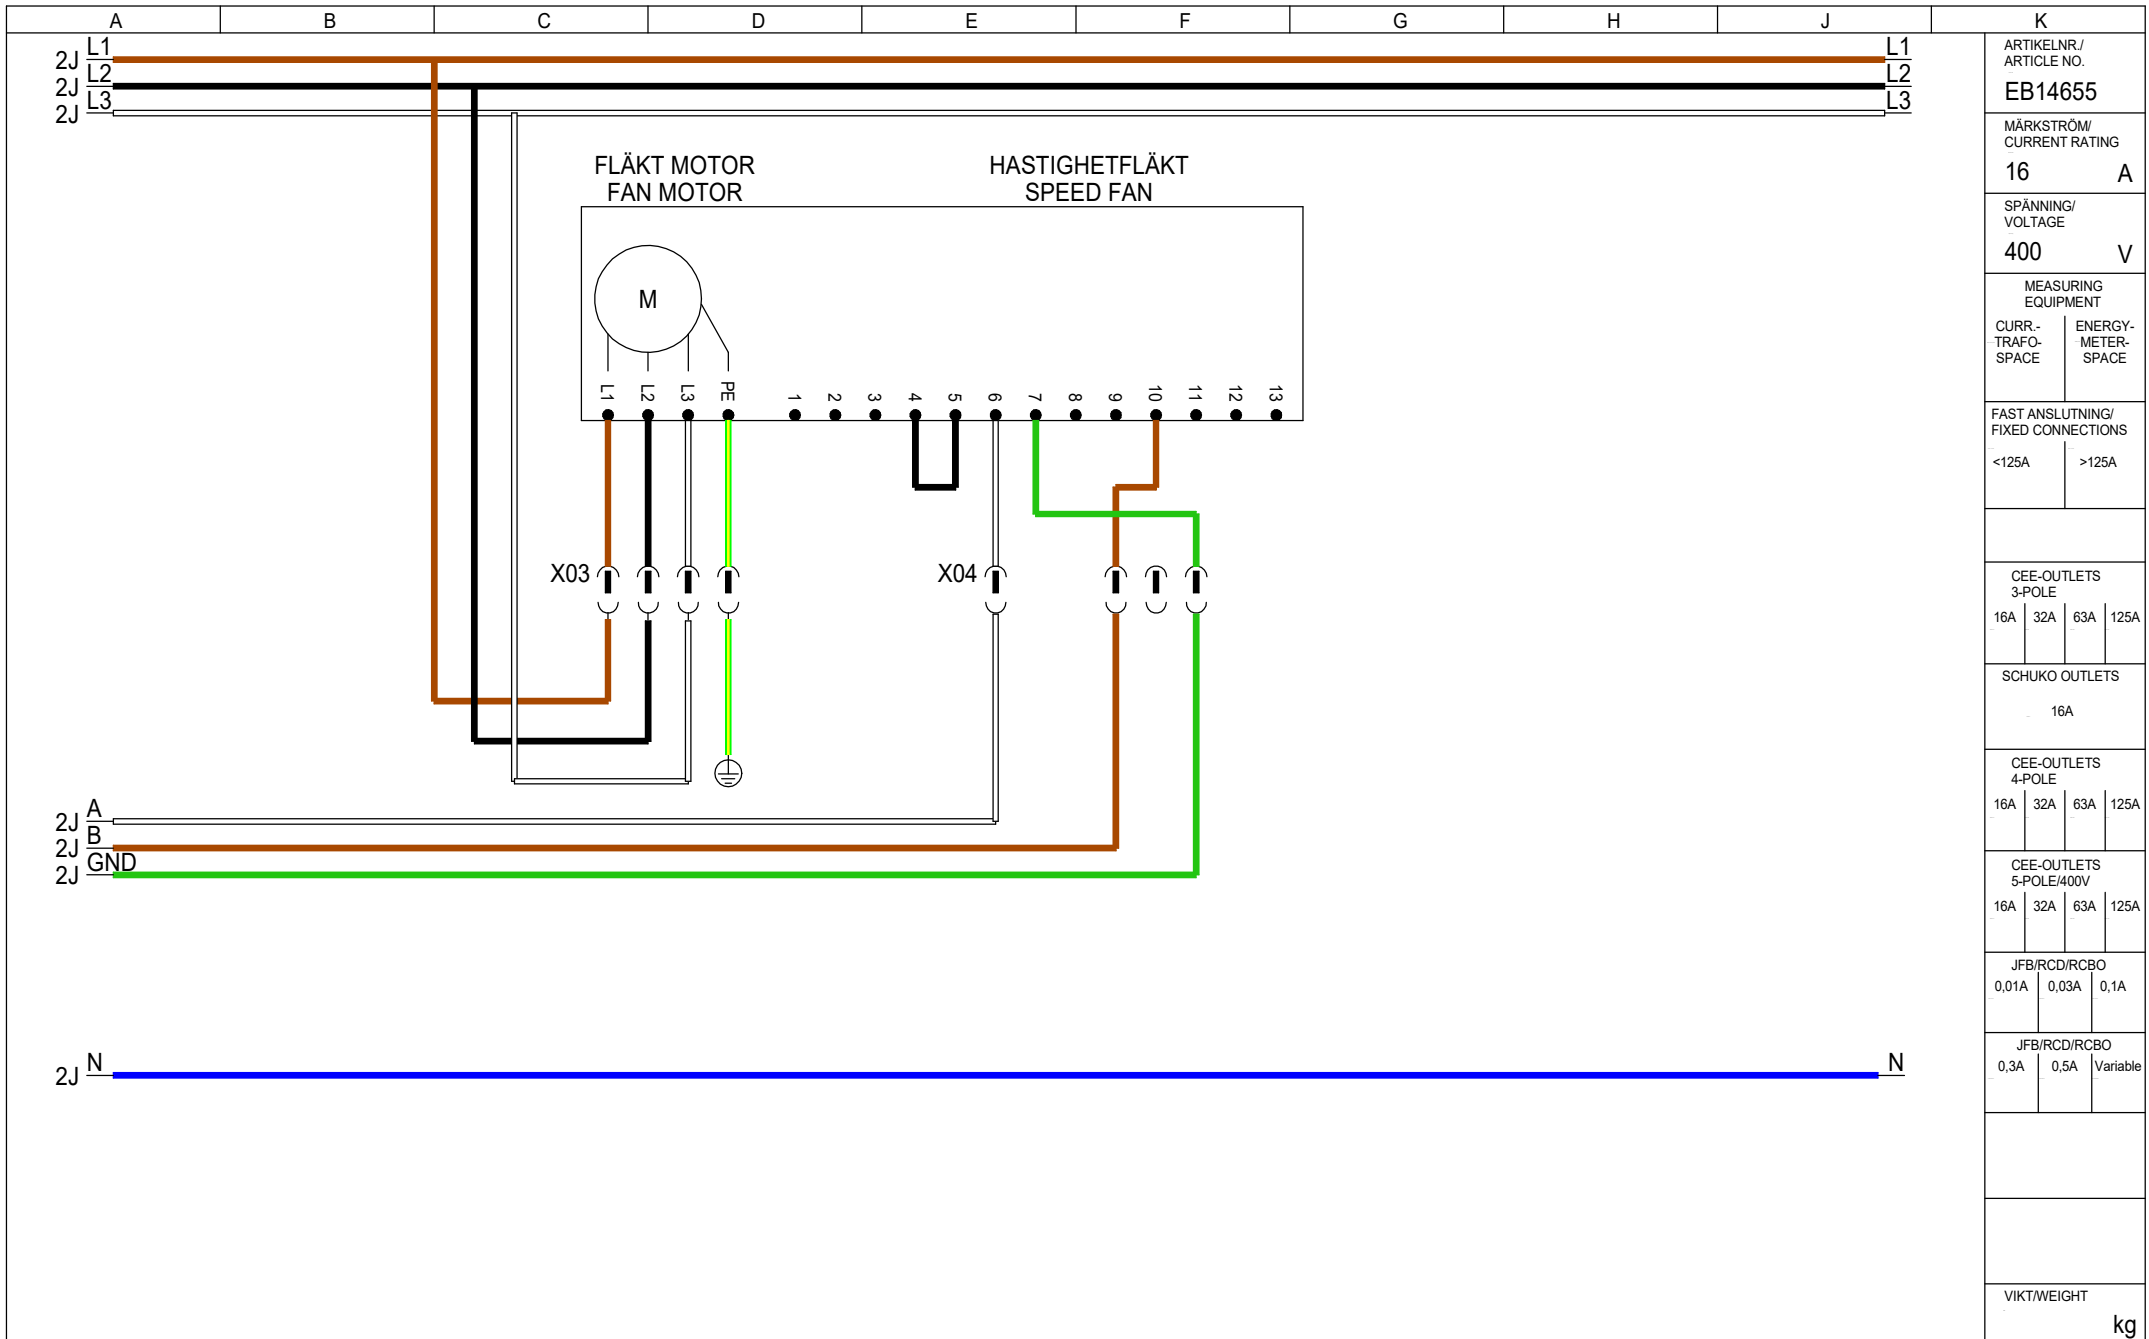 A B C D E F G H J K
2J L1 L1
2J L2 L2
2J L3 L3
FLÄKT MOTOR
FAN MOTOR
HASTIGHETFLÄKT
SPEED FAN
M
L1 L2 L3 PE 1 2 3 4 5 6 7 8 9 10 11 12 13
X03 X04
2J A
2J B
2J GND
2J N N
ARTIKELNR./
ARTICLE NO.
EB14655
MÄRKSTRÖM/
CURRENT RATING
16 A
SPÄNNING/
VOLTAGE
400 V
MEASURING
EQUIPMENT
CURR.-
TRAFO-
SPACE
ENERGY-
METER-
SPACE
FAST ANSLUTNING/
FIXED CONNECTIONS
<125A >125A
CEE-OUTLETS
3-POLE
16A 32A 63A 125A
SCHUKO OUTLETS
16A
CEE-OUTLETS
4-POLE
16A 32A 63A 125A
CEE-OUTLETS
5-POLE/400V
16A 32A 63A 125A
JFB/RCD/RCBO
0,01A 0,03A 0,1A
JFB/RCD/RCBO
0,3A 0,5A Variable
VIKT/WEIGHT
kg